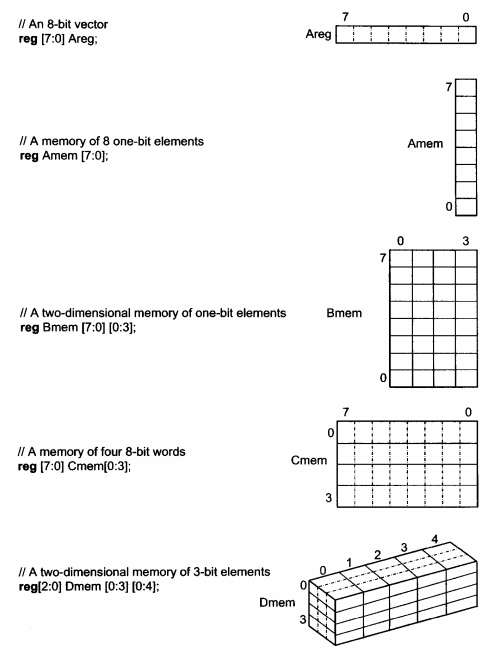 // An 8-bit vector
reg [7:0] Areg;
7 0
Areg
// A memory of 8 one-bit elements
reg Amem [7:0];
7
Amem
0
// A two-dimensional memory of one-bit elements
reg Bmem [7:0] [0:3];
0 3
7
Bmem
0
// A memory of four 8-bit words
reg [7:0] Cmem[0:3];
7 0
0
Cmem
3
// A two-dimensional memory of 3-bit elements
reg[2:0] Dmem [0:3] [0:4];
0 1 2 3 4
0
Dmem
3